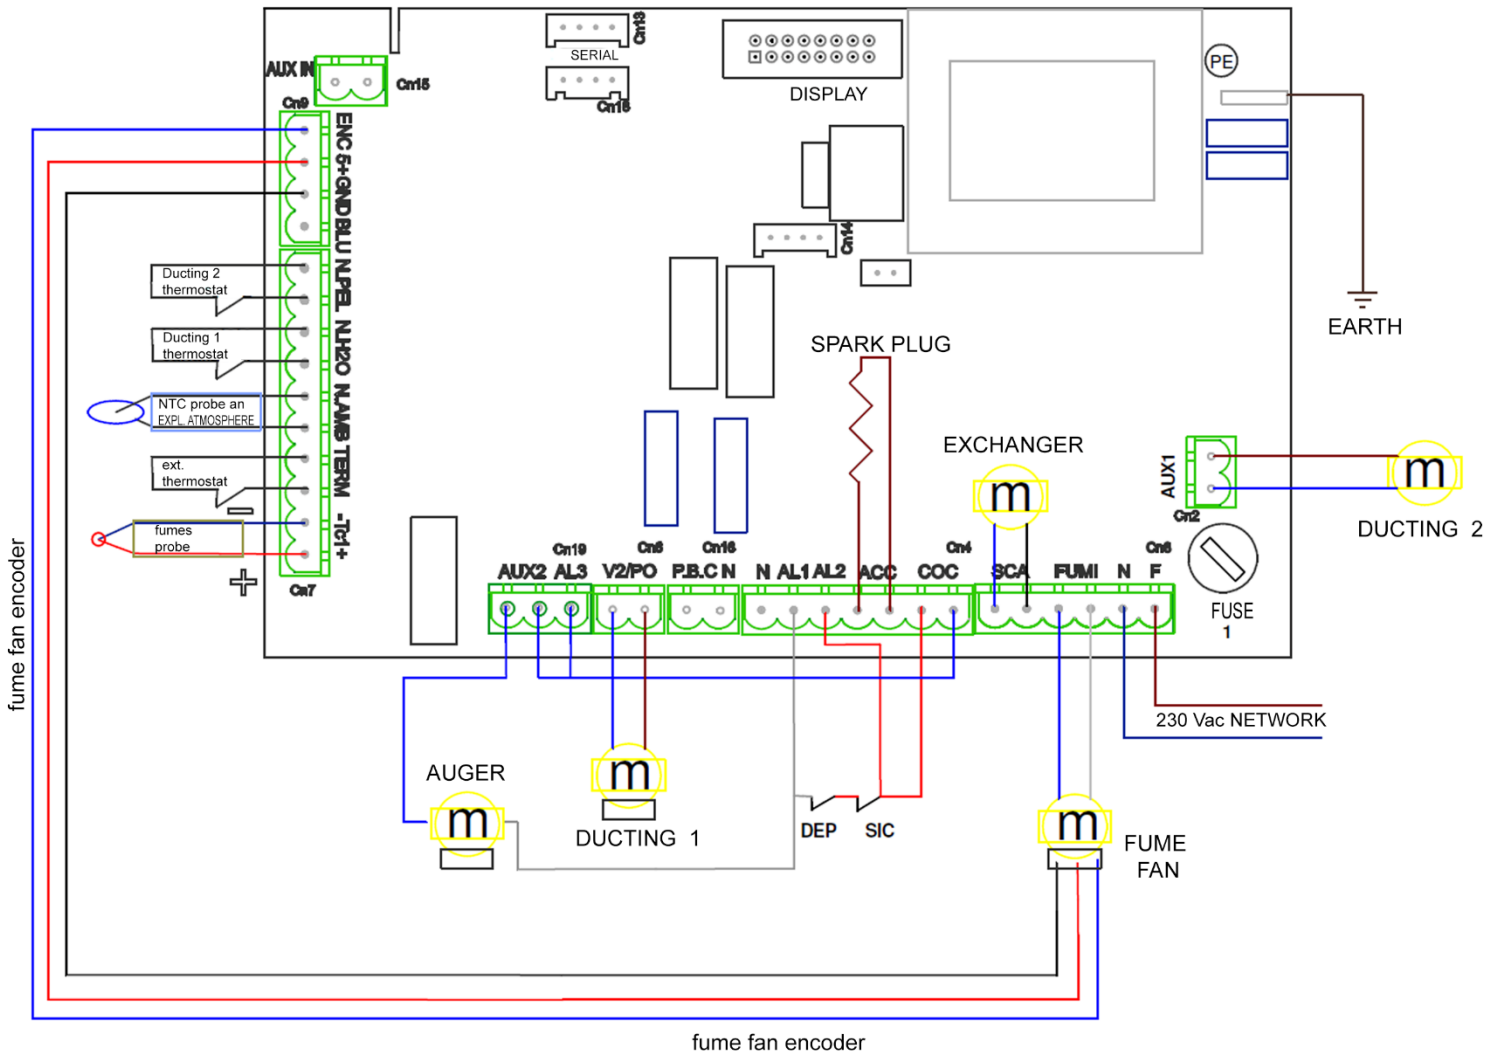 Cn13
SERIAL
Cn18
DISPLAY
PE
AUX IN
Cn15
Cn9
ENC 5+GND BLU
N.PEL N.H2O N.AMB TERM -Tc1+
Cn7
Ducting 2
thermostat
Ducting 1
thermostat
NTC probe an
EXPL. ATMOSPHERE
ext.
thermostat
fumes
probe
Cn14
EARTH
SPARK PLUG
EXCHANGER
m
AUX1
Cn2
m
DUCTING 2
FUSE
1
Cn19
Cn6
Cn16
Cn4
Cn6
AUX2 AL3 V2/PO P.B.C N N AL1 AL2 ACC COC SCA FUMI N F
230 Vac NETWORK
AUGER
m
m
DUCTING 1
DEP
SIC
m
FUME
FAN
fume fan encoder
fume fan encoder